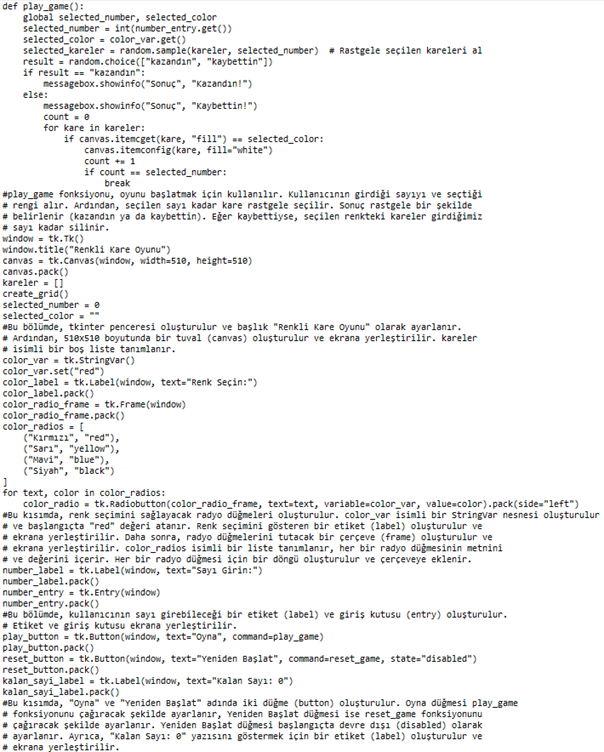 def play_game():
    global selected_number, selected_color
    selected_number = int(number_entry.get())
    selected_color = color_var.get()
    selected_kareler = random.sample(kareler, selected_number)  # Rastgele seçilen kareleri al
    result = random.choice(["kazandın", "kaybettin"])
    if result == "kazandın":
        messagebox.showinfo("Sonuç", "Kazandın!")
    else:
        messagebox.showinfo("Sonuç", "Kaybettin!")
        count = 0
        for kare in kareler:
            if canvas.itemcget(kare, "fill") == selected_color:
                canvas.itemconfig(kare, fill="white")
                count += 1
                if count == selected_number:
                    break
#play_game fonksiyonu, oyunu başlatmak için kullanılır. Kullanıcının girdiği sayıyı ve seçtiği
# rengi alır. Ardından, seçilen sayı kadar kare rastgele seçilir. Sonuç rastgele bir şekilde
# belirlenir (kazandın ya da kaybettin). Eğer kaybettiyse, seçilen renkteki kareler girdiğimiz
# sayı kadar silinir.
window = tk.Tk()
window.title("Renkli Kare Oyunu")
canvas = tk.Canvas(window, width=510, height=510)
canvas.pack()
kareler = []
create_grid()
selected_number = 0
selected_color = ""
#Bu bölümde, tkinter penceresi oluşturulur ve başlık "Renkli Kare Oyunu" olarak ayarlanır.
# Ardından, 510x510 boyutunda bir tuval (canvas) oluşturulur ve ekrana yerleştirilir. kareler
# isimli bir boş liste tanımlanır.
color_var = tk.StringVar()
color_var.set("red")
color_label = tk.Label(window, text="Renk Seçin:")
color_label.pack()
color_radio_frame = tk.Frame(window)
color_radio_frame.pack()
color_radios = [
    ("Kırmızı", "red"),
    ("Sarı", "yellow"),
    ("Mavi", "blue"),
    ("Siyah", "black")
]
for text, color in color_radios:
    color_radio = tk.Radiobutton(color_radio_frame, text=text, variable=color_var, value=color).pack(side="left")
#Bu kısımda, renk seçimini sağlayacak radyo düğmeleri oluşturulur. color_var isimli bir StringVar nesnesi oluşturulur
# ve başlangıçta "red" değeri atanır. Renk seçimini gösteren bir etiket (label) oluşturulur ve
# ekrana yerleştirilir. Daha sonra, radyo düğmelerini tutacak bir çerçeve (frame) oluşturulur ve
# ekrana yerleştirilir. color_radios isimli bir liste tanımlanır, her bir radyo düğmesinin metnini
# ve değerini içerir. Her bir radyo düğmesi için bir döngü oluşturulur ve çerçeveye eklenir.
number_label = tk.Label(window, text="Sayı Girin:")
number_label.pack()
number_entry = tk.Entry(window)
number_entry.pack()
#Bu bölümde, kullanıcının sayı girebileceği bir etiket (label) ve giriş kutusu (entry) oluşturulur.
# Etiket ve giriş kutusu ekrana yerleştirilir.
play_button = tk.Button(window, text="Oyna", command=play_game)
play_button.pack()
reset_button = tk.Button(window, text="Yeniden Başlat", command=reset_game, state="disabled")
reset_button.pack()
kalan_sayi_label = tk.Label(window, text="Kalan Sayı: 0")
kalan_sayi_label.pack()
#Bu kısımda, "Oyna" ve "Yeniden Başlat" adında iki düğme (button) oluşturulur. Oyna düğmesi play_game
# fonksiyonunu çağıracak şekilde ayarlanır, Yeniden Başlat düğmesi ise reset_game fonksiyonunu
# çağıracak şekilde ayarlanır. Yeniden Başlat düğmesi başlangıçta devre dışı (disabled) olarak
# ayarlanır. Ayrıca, "Kalan Sayı: 0" yazısını göstermek için bir etiket (label) oluşturulur ve
# ekrana yerleştirilir.